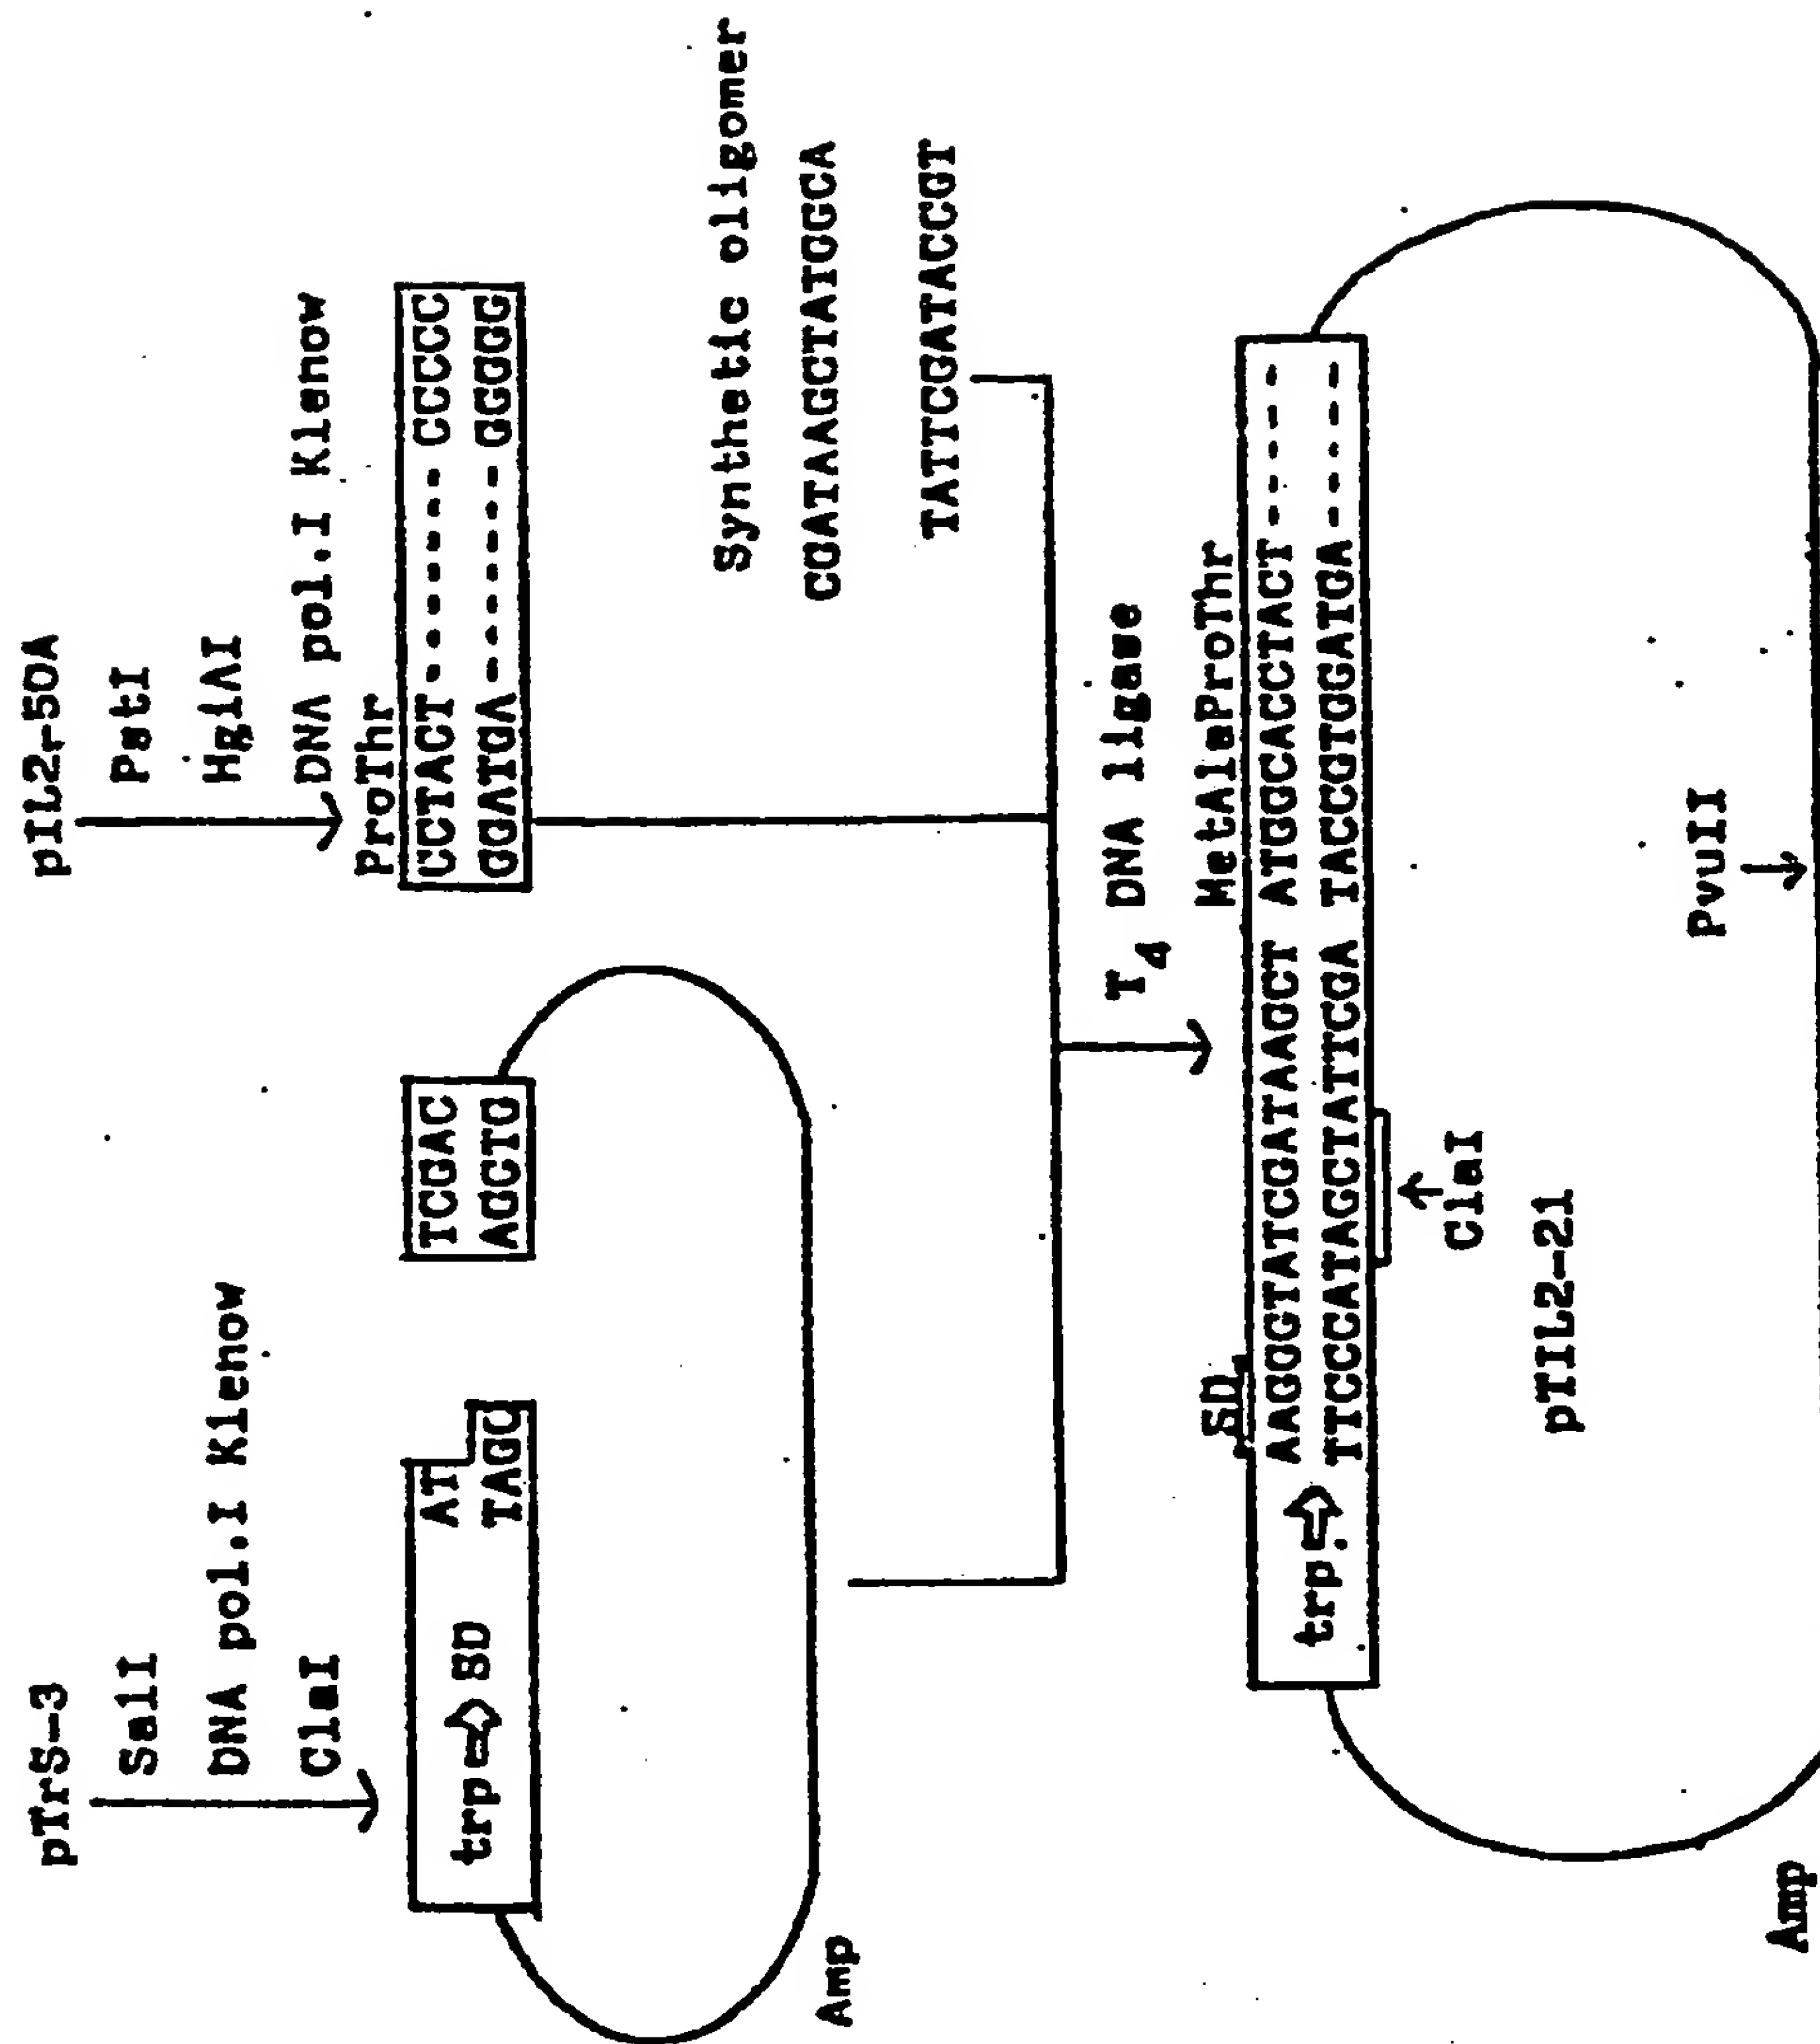 pTrS-3
SalI
DNA pol.I Klenow
ClaI
trp SD
AT
TAGC
TCGAC
AGCTG
Amp
pIL2-50A
PstI
HgiAI
DNA pol.I Klenow
ProThr
CCTACT ------ CCCCC
GGATGA ------ GGGGG
Synthetic oligomer
CGATAAGCTATGGCA
TATTCGATACCGT
T4 DNA ligase
SD
MetAlaProThr
trp
AAGGGTATCGATAAGCT ATGGCACCTACT -----
TTCCCATAGCTATTCGA TACCGTGGATGA -----
ClaI
pTIL2-21
PvuII
Amp